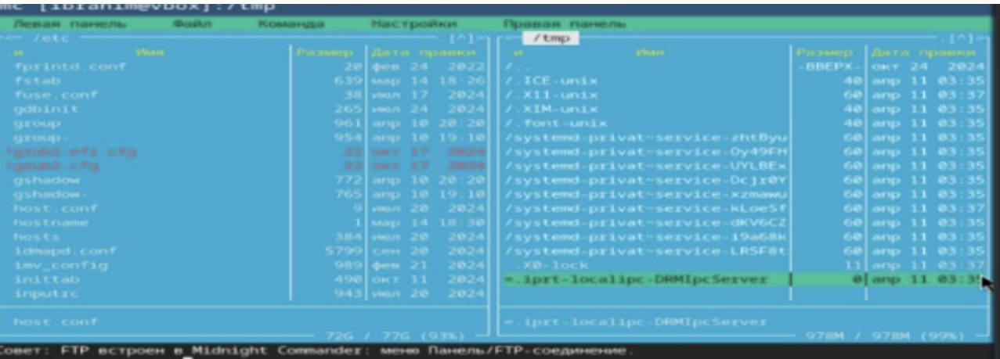 mc [ibrahim@vbox]:/tmp
Левая панель Файл Команда Настройки Правая панель
<─ /etc .[^]> <─ /tmp .[^]>
.и Имя Размер Дата правки .и Имя Размер Дата правки
fprintd.conf 20 фев 24 2022 /.. -ВВЕРХ- окт 24 2024
fstab 639 мар 14 18:26 /.ICE-unix 40 апр 11 03:35
fuse.conf 38 июл 17 2024 /.X11-unix 60 апр 11 03:37
gdbinit 265 июл 24 2024 /.XIM-unix 40 апр 11 03:35
group 961 апр 10 20:20 /.font-unix 40 апр 11 03:35
group- 954 апр 10 19:10 /systemd-privat~service-zhtByu 60 апр 11 03:35
!grub2-efi.cfg 22 окт 17 2024 /systemd-privat~service-Oy49FH 60 апр 11 03:35
!grub2.cfg 22 окт 17 2024 /systemd-privat~service-UYLBEx 60 апр 11 03:35
gshadow 772 апр 10 20:20 /systemd-privat~service-Dcjr0Y 60 апр 11 03:35
gshadow- 765 апр 10 19:10 /systemd-privat~service-xzmawu 60 апр 11 03:35
host.conf 9 июл 20 2024 /systemd-privat~service-kLoeSf 60 апр 11 03:37
hostname 1 мар 14 18:30 /systemd-privat~service-dKV6CZ 60 апр 11 03:35
hosts 384 июл 20 2024 /systemd-privat~service-i9a68k 60 апр 11 03:35
idmapd.conf 5799 сен 20 2024 /systemd-privat~service-LR5F8t 60 апр 11 03:35
imv_config 989 фев 21 2024 .X0-lock 11 апр 11 03:37
inittab 490 окт 11 2024 =.iprt-localipc-DRMIpcServer 0 апр 11 03:35
inputrc 943 июл 20 2024
host.conf =.iprt-localipc-DRMIpcServer
72G / 77G (93%) 978M / 978M (99%)
Совет: FTP встроен в Midnight Commander: меню Панель/FTP-соединение.